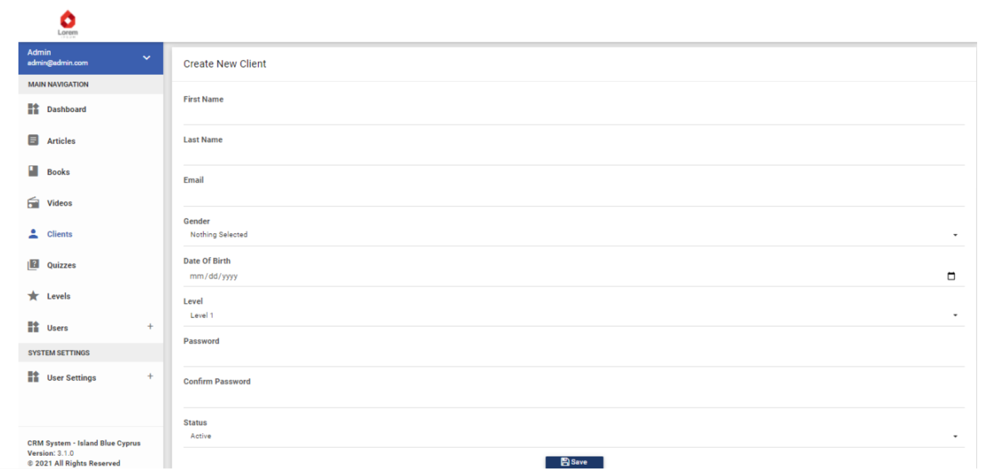 Lorem
Admin
admin@admin.com
MAIN NAVIGATION
Dashboard
Articles
Books
Videos
Clients
Quizzes
Levels
Users +
SYSTEM SETTINGS
User Settings +
CRM System - Island Blue Cyprus
Version: 3.1.0
© 2021 All Rights Reserved
Create New Client
First Name
Last Name
Email
Gender
Nothing Selected
Date Of Birth
mm/dd/yyyy
Level
Level 1
Password
Confirm Password
Status
Active
Save